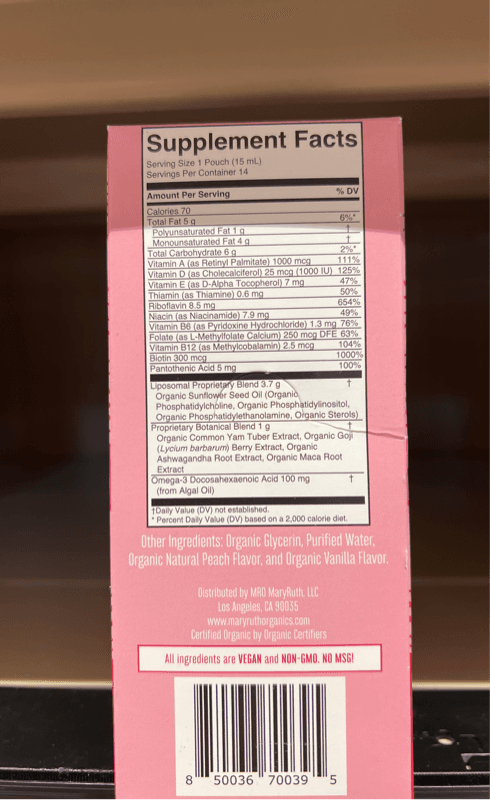 Supplement Facts
Serving Size 1 Pouch (15 mL)
Servings Per Container 14
Amount Per Serving % DV
Calories 70
Total Fat 5 g 6%*
Polyunsaturated Fat 1 g †
Monounsaturated Fat 4 g †
Total Carbohydrate 6 g 2%*
Vitamin A (as Retinyl Palmitate) 1000 mcg 111%
Vitamin D (as Cholecalciferol) 25 mcg (1000 IU) 125%
Vitamin E (as D-Alpha Tocopherol) 7 mg 47%
Thiamin (as Thiamine) 0.6 mg 50%
Riboflavin 8.5 mg 654%
Niacin (as Niacinamide) 7.9 mg 49%
Vitamin B6 (as Pyridoxine Hydrochloride) 1.3 mg 76%
Folate (as L-Methylfolate Calcium) 250 mcg DFE 63%
Vitamin B12 (as Methylcobalamin) 2.5 mcg 104%
Biotin 300 mcg 1000%
Pantothenic Acid 5 mg 100%
Liposomal Proprietary Blend 3.7 g †
Organic Sunflower Seed Oil (Organic
Phosphatidylcholine, Organic Phosphatidylinositol,
Organic Phosphatidylethanolamine, Organic Sterols)
Proprietary Botanical Blend 1 g †
Organic Common Yam Tuber Extract, Organic Goji
(Lycium barbarum) Berry Extract, Organic
Ashwagandha Root Extract, Organic Maca Root
Extract
Omega-3 Docosahexaenoic Acid 100 mg †
(from Algal Oil)
†Daily Value (DV) not established.
* Percent Daily Value (DV) based on a 2,000 calorie diet.
Other Ingredients: Organic Glycerin, Purified Water,
Organic Natural Peach Flavor, and Organic Vanilla Flavor.
Distributed by MRO MaryRuth, LLC
Los Angeles, CA 90035
www.maryruthorganics.com
Certified Organic by Organic Certifiers
All ingredients are VEGAN and NON-GMO. NO MSG!
8 50036 70039 5